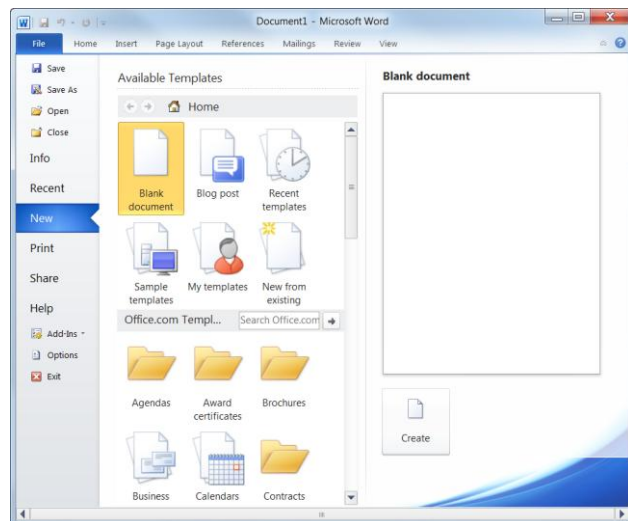 Document1 - Microsoft Word
File Home Insert Page Layout References Mailings Review View
Save
Save As
Open
Close
Info
Recent
New
Print
Share
Help
Add-Ins
Options
Exit
Available Templates
Home
Blank document
Blog post
Recent templates
Sample templates
My templates
New from existing
Office.com Templ...
Search Office.com
Agendas
Award certificates
Brochures
Business
Calendars
Contracts
Blank document
Create